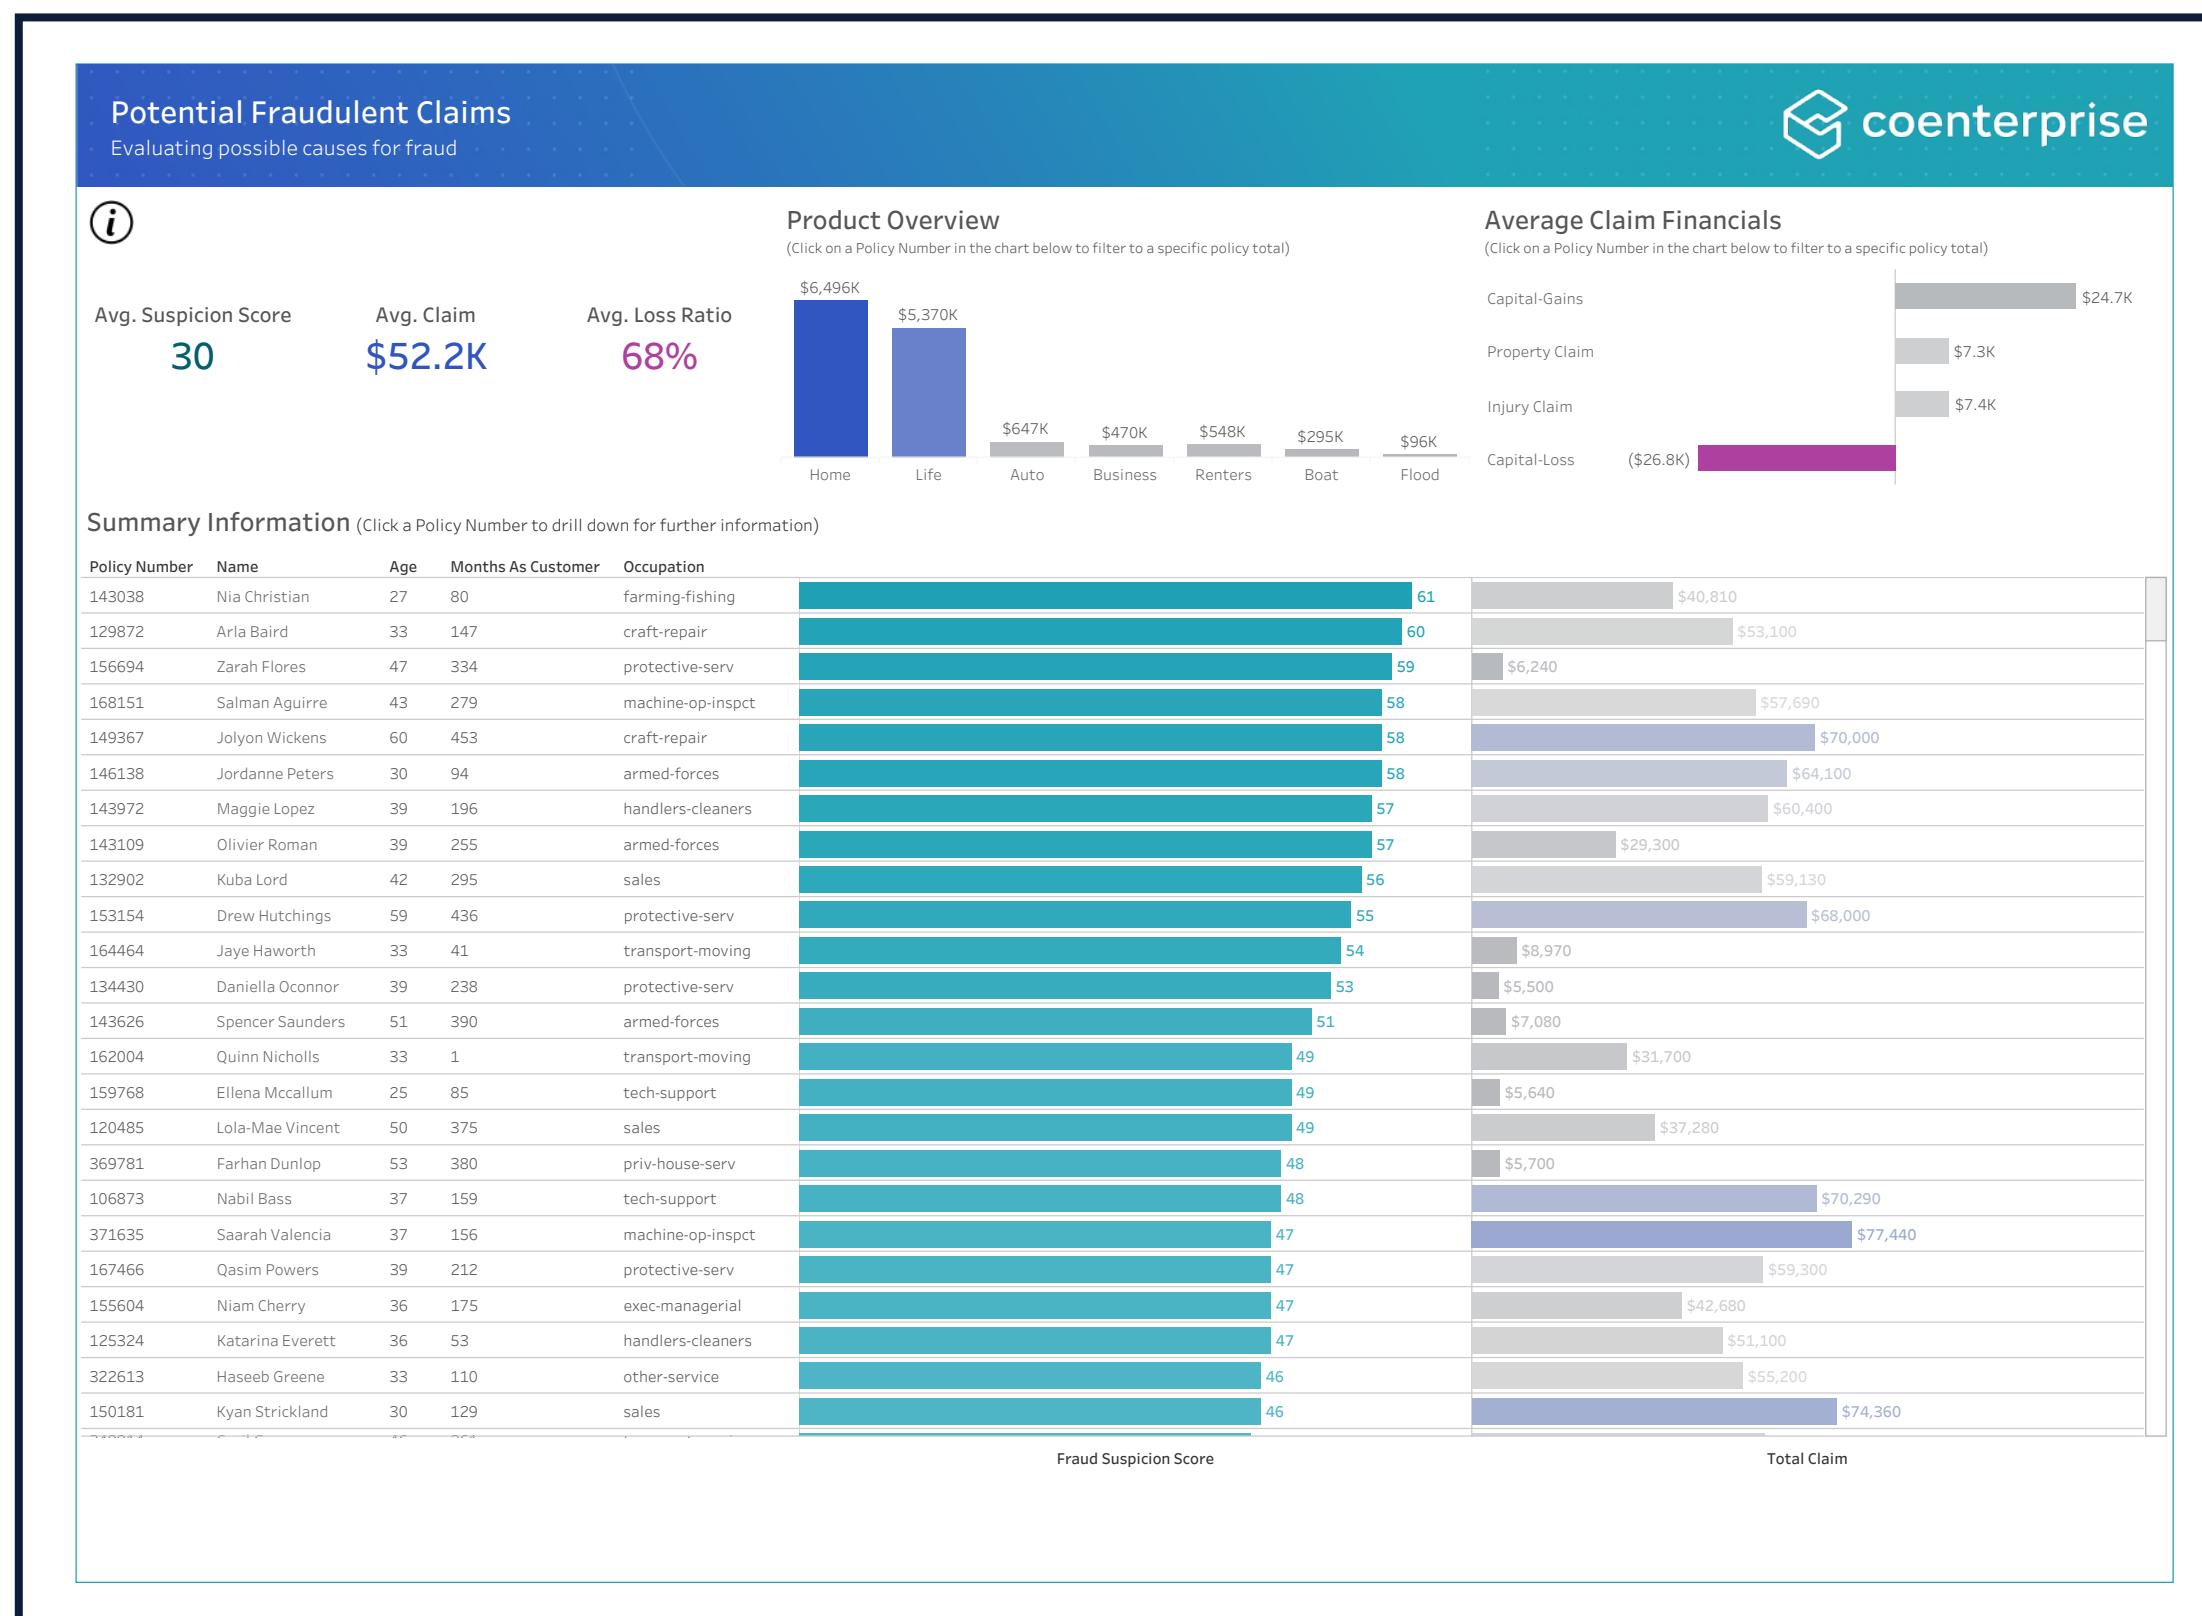 Potential Fraudulent Claims
Evaluating possible causes for fraud
coenterprise
i
Avg. Suspicion Score
30
Avg. Claim
$52.2K
Avg. Loss Ratio
68%
Product Overview
(Click on a Policy Number in the chart below to filter to a specific policy total)
$6,496K $5,370K $647K $470K $548K $295K $96K
Home Life Auto Business Renters Boat Flood
Average Claim Financials
(Click on a Policy Number in the chart below to filter to a specific policy total)
Capital-Gains $24.7K
Property Claim $7.3K
Injury Claim $7.4K
Capital-Loss ($26.8K)
Summary Information (Click a Policy Number to drill down for further information)
Policy Number Name Age Months As Customer Occupation
143038 Nia Christian 27 80 farming-fishing 61 $40,810
129872 Arla Baird 33 147 craft-repair 60 $53,100
156694 Zarah Flores 47 334 protective-serv 59 $6,240
168151 Salman Aguirre 43 279 machine-op-inspct 58 $57,690
149367 Jolyon Wickens 60 453 craft-repair 58 $70,000
146138 Jordanne Peters 30 94 armed-forces 58 $64,100
143972 Maggie Lopez 39 196 handlers-cleaners 57 $60,400
143109 Olivier Roman 39 255 armed-forces 57 $29,300
132902 Kuba Lord 42 295 sales 56 $59,130
153154 Drew Hutchings 59 436 protective-serv 55 $68,000
164464 Jaye Haworth 33 41 transport-moving 54 $8,970
134430 Daniella Oconnor 39 238 protective-serv 53 $5,500
143626 Spencer Saunders 51 390 armed-forces 51 $7,080
162004 Quinn Nicholls 33 1 transport-moving 49 $31,700
159768 Ellena Mccallum 25 85 tech-support 49 $5,640
120485 Lola-Mae Vincent 50 375 sales 49 $37,280
369781 Farhan Dunlop 53 380 priv-house-serv 48 $5,700
106873 Nabil Bass 37 159 tech-support 48 $70,290
371635 Saarah Valencia 37 156 machine-op-inspct 47 $77,440
167466 Qasim Powers 39 212 protective-serv 47 $59,300
155604 Niam Cherry 36 175 exec-managerial 47 $42,680
125324 Katarina Everett 36 53 handlers-cleaners 47 $51,100
322613 Haseeb Greene 33 110 other-service 46 $55,200
150181 Kyan Strickland 30 129 sales 46 $74,360
Fraud Suspicion Score Total Claim